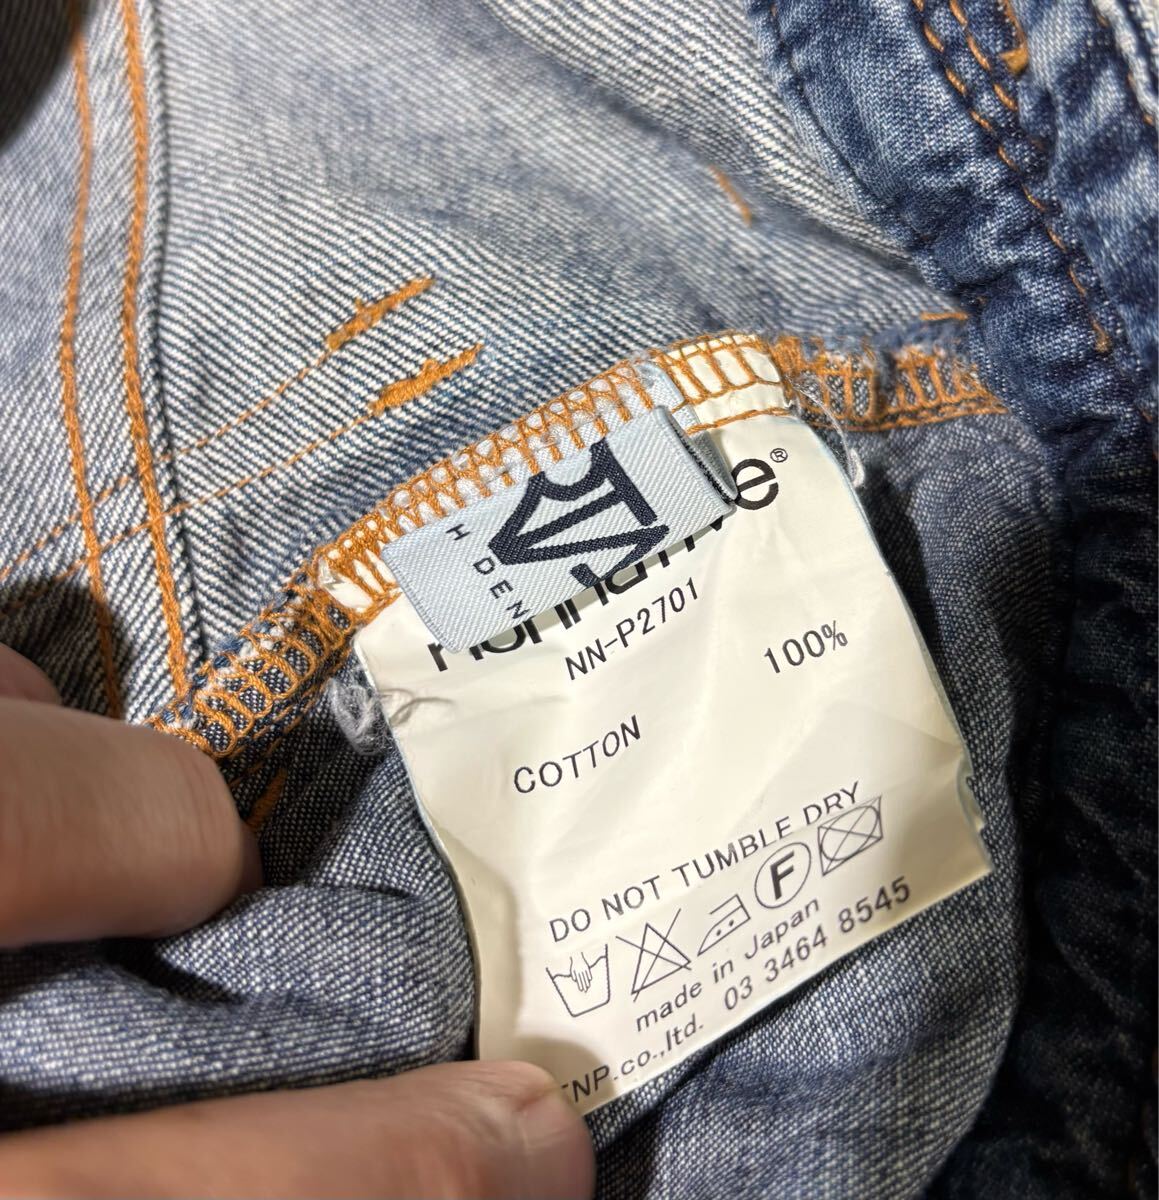 nonnative®
H DEN
NN-P2701
COTTON 100%
DO NOT TUMBLE DRY
F
made in Japan
TNP.co.,ltd. 03 3464 8545